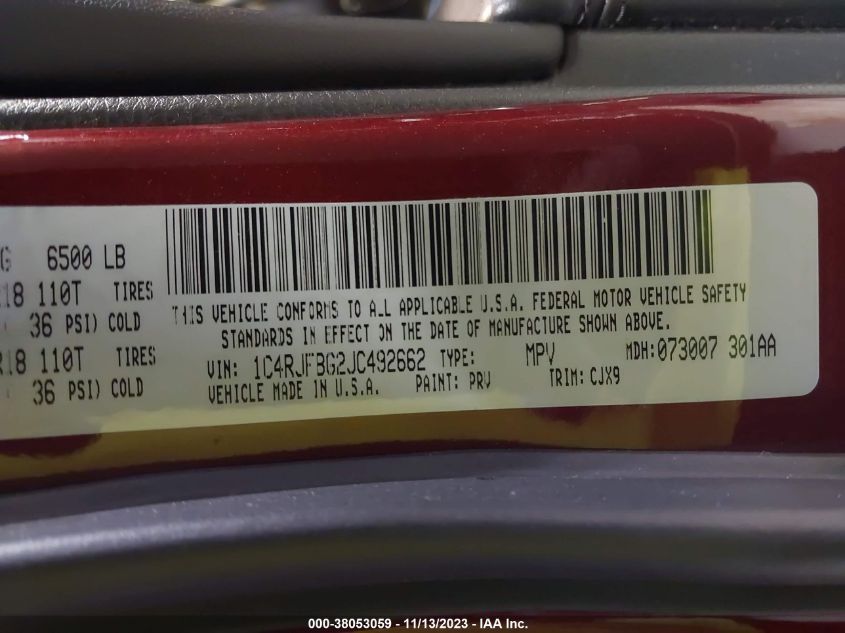 G 6500 LB
R18 110T TIRES
36 PSI) COLD
R18 110T TIRES
36 PSI) COLD
THIS VEHICLE CONFORMS TO ALL APPLICABLE U.S.A. FEDERAL MOTOR VEHICLE SAFETY
STANDARDS IN EFFECT ON THE DATE OF MANUFACTURE SHOWN ABOVE.
VIN: 1C4RJFBG2JC492662 TYPE: MPV MDH:073007 301AA
VEHICLE MADE IN U.S.A. PAINT: PRV TRIM: CJX9
000-38053059 - 11/13/2023 - IAA Inc.